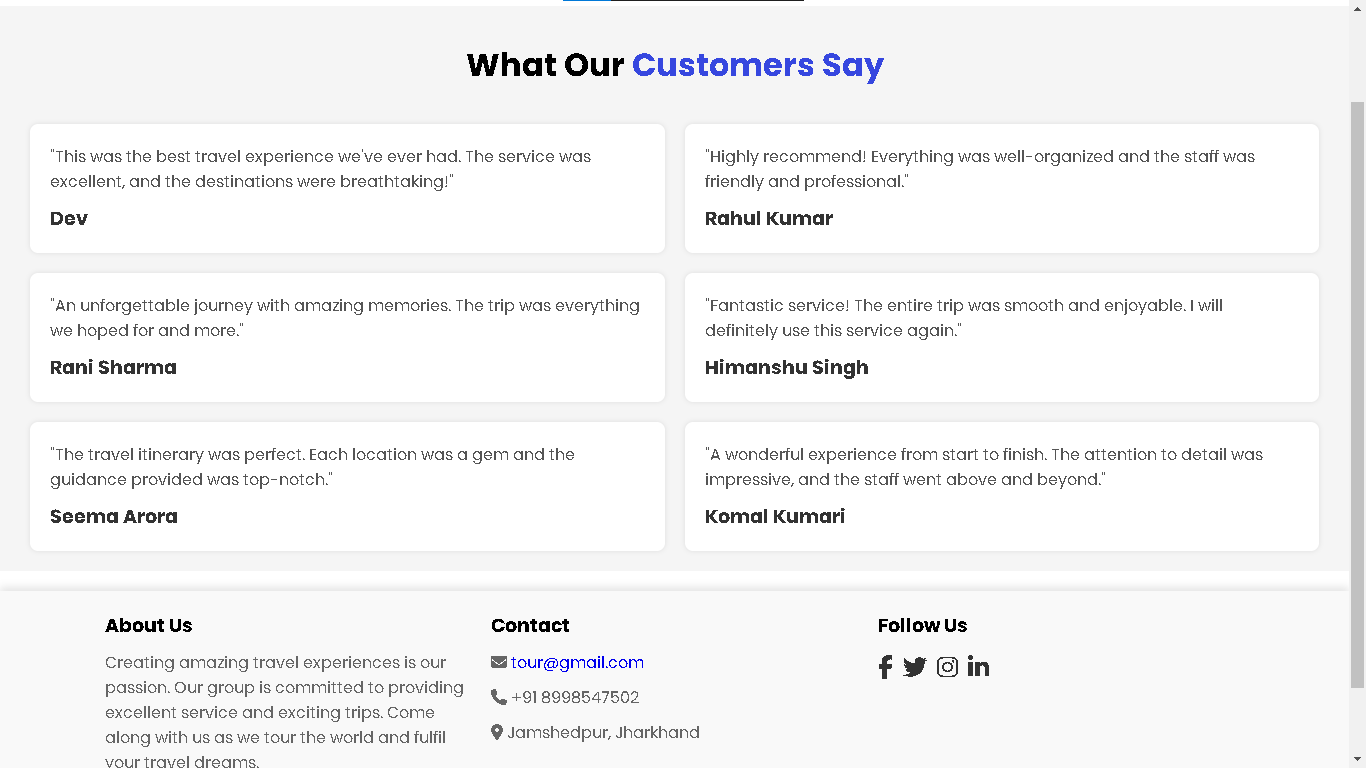 What Our Customers Say
"This was the best travel experience we've ever had. The service was
excellent, and the destinations were breathtaking!"
Dev
"Highly recommend! Everything was well-organized and the staff was
friendly and professional."
Rahul Kumar
"An unforgettable journey with amazing memories. The trip was everything
we hoped for and more."
Rani Sharma
"Fantastic service! The entire trip was smooth and enjoyable. I will
definitely use this service again."
Himanshu Singh
"The travel itinerary was perfect. Each location was a gem and the
guidance provided was top-notch."
Seema Arora
"A wonderful experience from start to finish. The attention to detail was
impressive, and the staff went above and beyond."
Komal Kumari
About Us
Creating amazing travel experiences is our
passion. Our group is committed to providing
excellent service and exciting trips. Come
along with us as we tour the world and fulfil
your travel dreams.
Contact
tour@gmail.com
+91 8998547502
Jamshedpur, Jharkhand
Follow Us